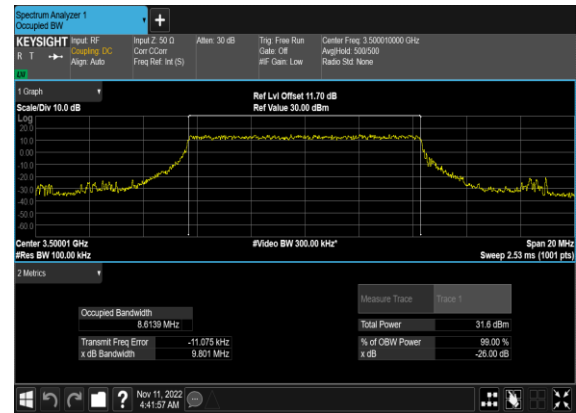 Spectrum Analyzer 1
Occupied BW
+
KEYSIGHT Input: RF Input Z: 50 Ω Atten: 30 dB Trig: Free Run Center Freq: 3.500010000 GHz
R T Coupling: DC Corr CCorr Gate: Off Avg|Hold: 500/500
Align: Auto Freq Ref: Int (S) #IF Gain: Low Radio Std: None
1 Graph
Ref Lvl Offset 11.70 dB
Scale/Div 10.0 dB Ref Value 30.00 dBm
Log
20.0
10.0
0.00
-10.0
-20.0
-30.0
-40.0
-50.0
-60.0
Center 3.50001 GHz #Video BW 300.00 kHz* Span 20 MHz
#Res BW 100.00 kHz Sweep 2.53 ms (1001 pts)
2 Metrics
Measure Trace Trace 1
Occupied Bandwidth
8.6139 MHz Total Power 31.6 dBm
Transmit Freq Error -11.075 kHz % of OBW Power 99.00 %
x dB Bandwidth 9.801 MHz x dB -26.00 dB
? Nov 11, 2022
4:41:57 AM